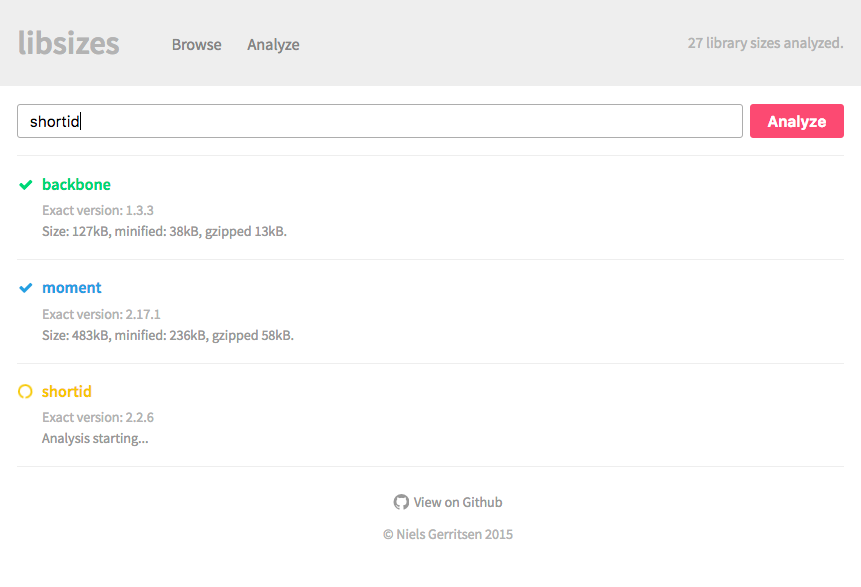 libsizes Browse Analyze 27 library sizes analyzed.
shortid Analyze
backbone
Exact version: 1.3.3
Size: 127kB, minified: 38kB, gzipped 13kB.
moment
Exact version: 2.17.1
Size: 483kB, minified: 236kB, gzipped 58kB.
shortid
Exact version: 2.2.6
Analysis starting...
View on Github
© Niels Gerritsen 2015